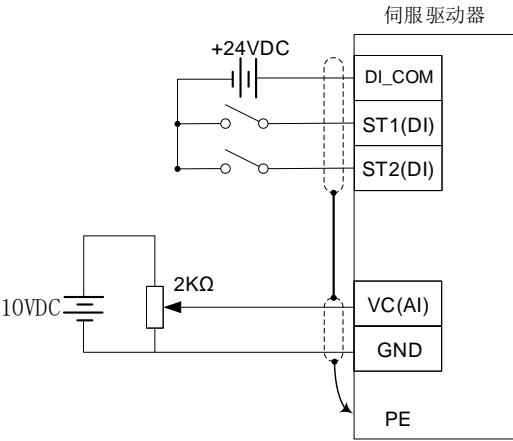 伺服驱动器
+24VDC
DI_COM
ST1(DI)
ST2(DI)
2KΩ
10VDC
VC(AI)
GND
PE